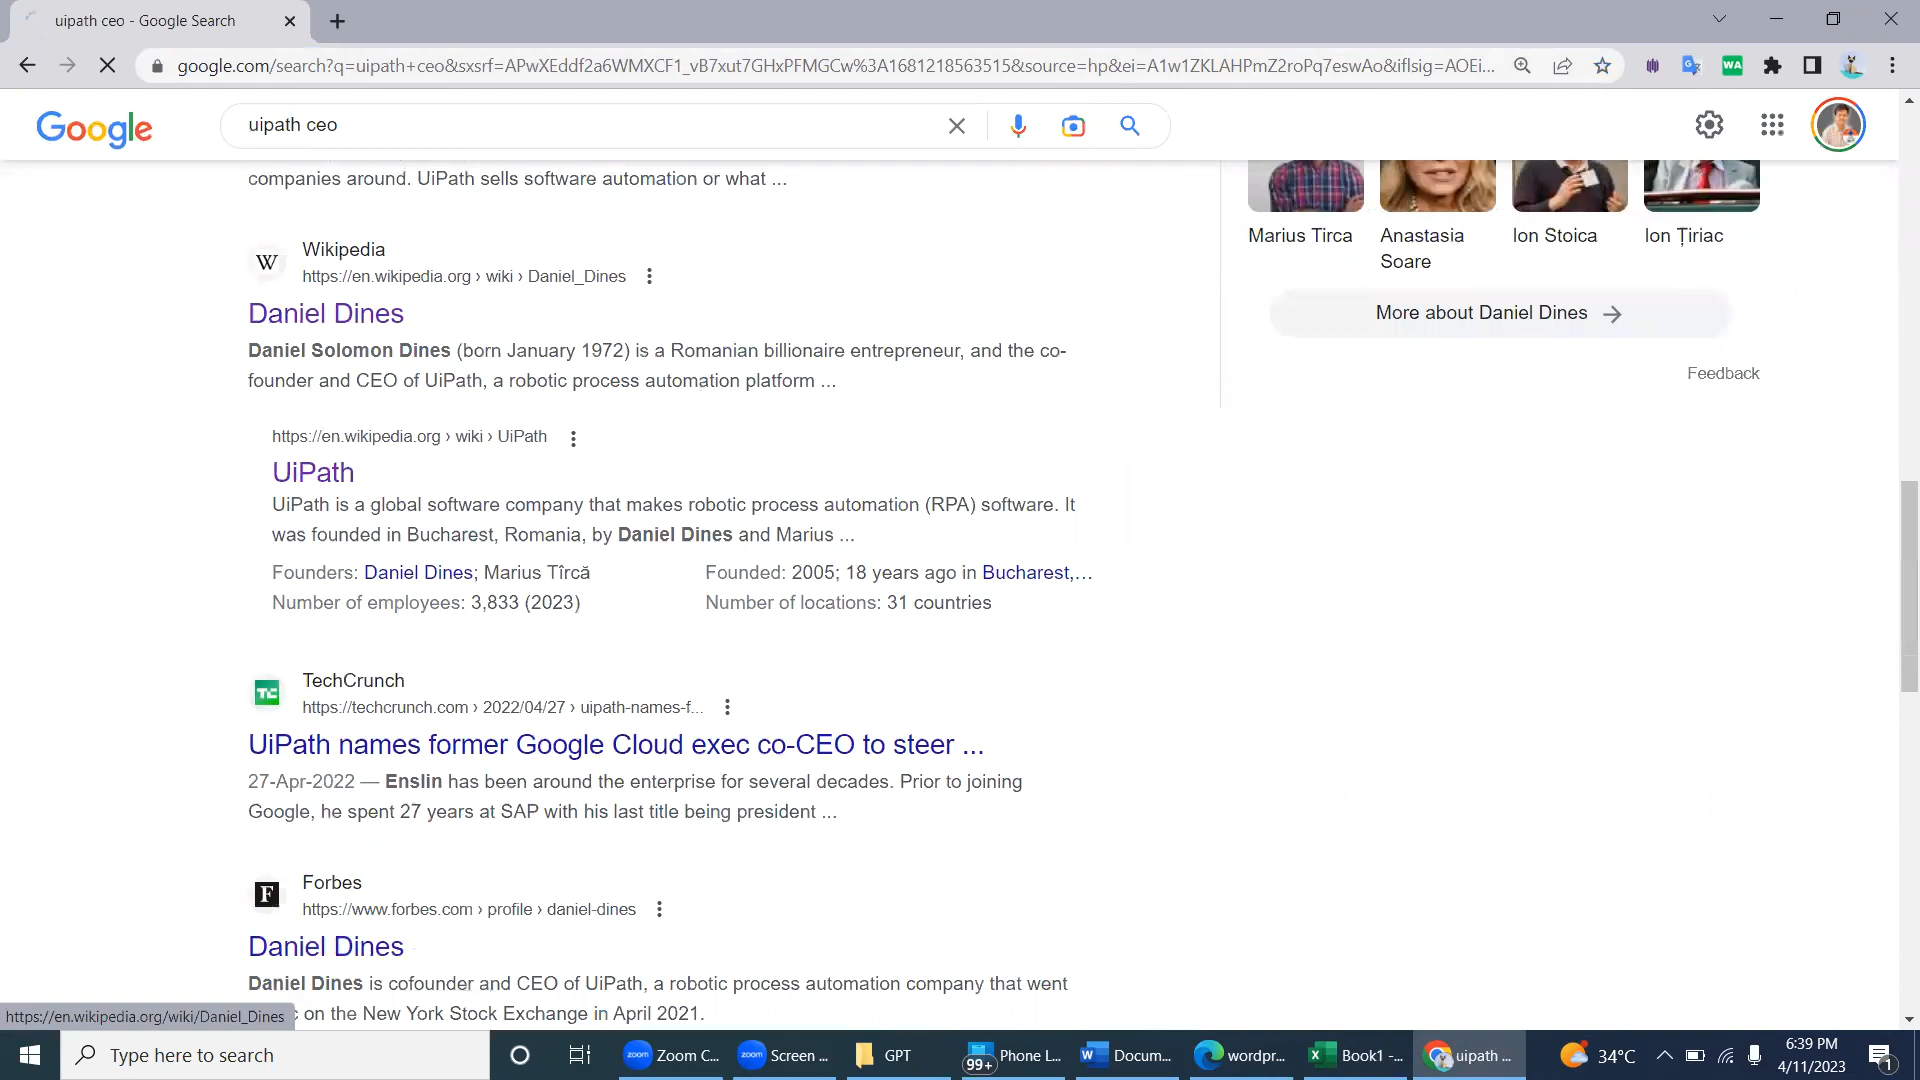 uipath ceo - Google Search
google.com/search?q=uipath+ceo&sxsrf=APwXEddf2a6WMXCF1_vB7xut7GHxPFMGCw%3A1681218563515&source=hp&ei=A1w1ZKLAHPmZ2roPq7eswAo&iflsig=AOEi...
WA
Google
uipath ceo
companies around. UiPath sells software automation or what ...
Marius Tirca
Anastasia Soare
Ion Stoica
Ion Țiriac
W
Wikipedia
https://en.wikipedia.org › wiki › Daniel_Dines
Daniel Dines
Daniel Solomon Dines (born January 1972) is a Romanian billionaire entrepreneur, and the co-
founder and CEO of UiPath, a robotic process automation platform ...
More about Daniel Dines
Feedback
https://en.wikipedia.org › wiki › UiPath
UiPath
UiPath is a global software company that makes robotic process automation (RPA) software. It
was founded in Bucharest, Romania, by Daniel Dines and Marius ...
Founders: Daniel Dines; Marius Tîrcă
Founded: 2005; 18 years ago in Bucharest,...
Number of employees: 3,833 (2023)
Number of locations: 31 countries
TC
TechCrunch
https://techcrunch.com › 2022/04/27 › uipath-names-f...
UiPath names former Google Cloud exec co-CEO to steer ...
27-Apr-2022 — Enslin has been around the enterprise for several decades. Prior to joining
Google, he spent 27 years at SAP with his last title being president ...
F
Forbes
https://www.forbes.com › profile › daniel-dines
Daniel Dines
Daniel Dines is cofounder and CEO of UiPath, a robotic process automation company that went
on the New York Stock Exchange in April 2021.
https://en.wikipedia.org/wiki/Daniel_Dines
Type here to search
zoom
Zoom C...
zoom
Screen ...
GPT
99+
Phone L...
Docum...
wordpr...
Book1 -...
uipath ...
34°C
6:39 PM
4/11/2023
1